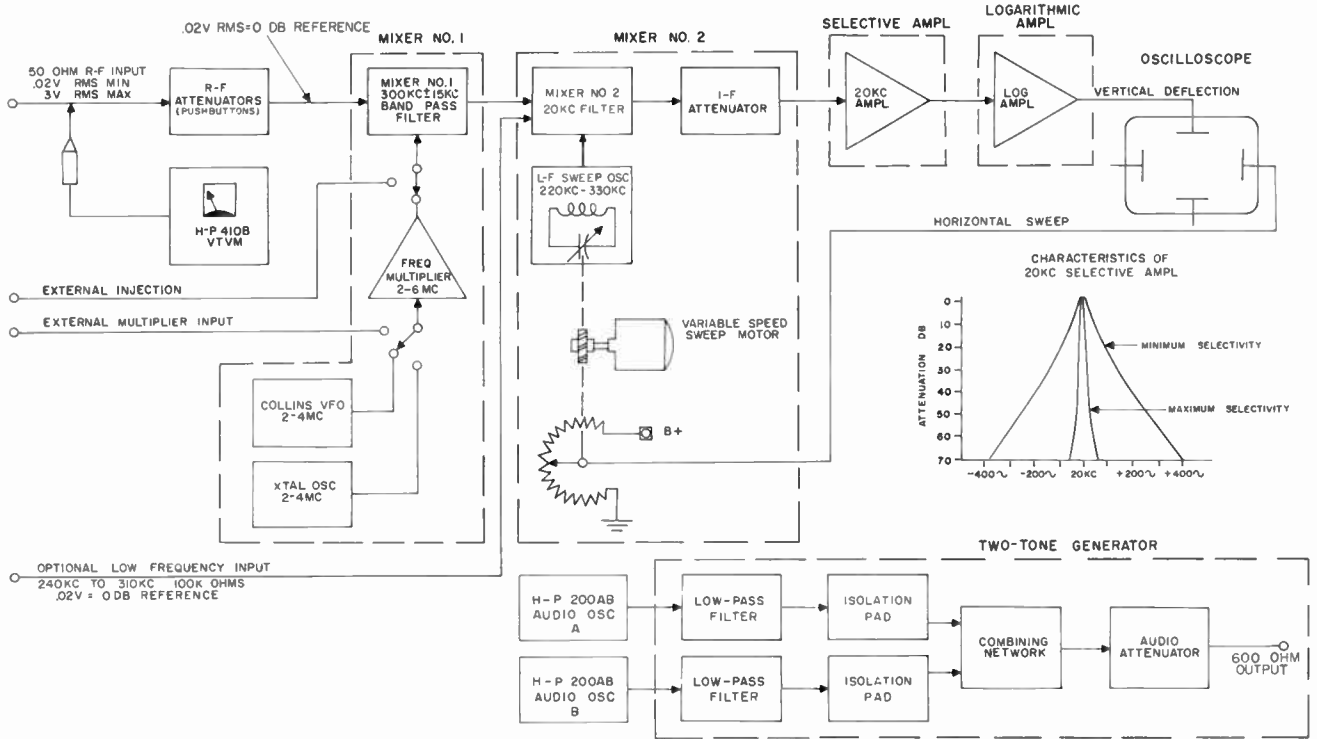 .02V RMS=0 DB REFERENCE
50 OHM R-F INPUT
.02V RMS MIN
3V RMS MAX
R-F
ATTENUATORS
(PUSHBUTTONS)
H-P 410B
VTVM
MIXER NO. 1
MIXER NO. 1
300KC±15KC
BAND PASS
FILTER
FREQ
MULTIPLIER
2-6 MC
EXTERNAL INJECTION
EXTERNAL MULTIPLIER INPUT
COLLINS VFO
2-4MC
XTAL OSC
2-4MC
OPTIONAL LOW FREQUENCY INPUT
240KC TO 310KC 100K OHMS
.02V = 0 DB REFERENCE
MIXER NO. 2
MIXER NO 2
20KC FILTER
I-F
ATTENUATOR
L-F SWEEP OSC
220KC-330KC
VARIABLE SPEED
SWEEP MOTOR
B+
SELECTIVE AMPL
20KC
AMPL
LOGARITHMIC
AMPL
LOG
AMPL
OSCILLOSCOPE
VERTICAL DEFLECTION
HORIZONTAL SWEEP
CHARACTERISTICS OF
20KC SELECTIVE AMPL
ATTENUATION DB
0
10
20
30
40
50
60
70
MINIMUM SELECTIVITY
MAXIMUM SELECTIVITY
-400~ -200~ 20KC +200~ +400~
TWO-TONE GENERATOR
H-P 200AB
AUDIO OSC
A
LOW-PASS
FILTER
ISOLATION
PAD
H-P 200AB
AUDIO OSC
B
LOW-PASS
FILTER
ISOLATION
PAD
COMBINING
NETWORK
AUDIO
ATTENUATOR
600 OHM
OUTPUT